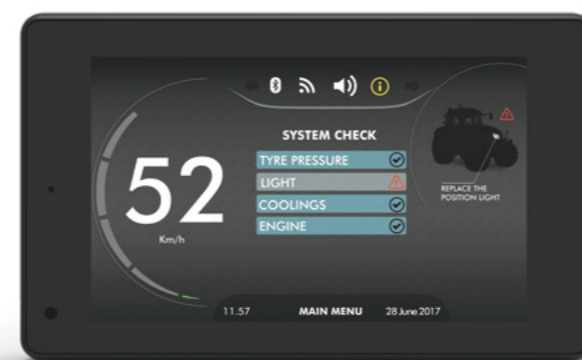 SYSTEM CHECK
TYRE PRESSURE
LIGHT
COOLINGS
ENGINE
52
Km/h
REPLACE THE
POSITION LIGHT
11.57
MAIN MENU
28 June 2017